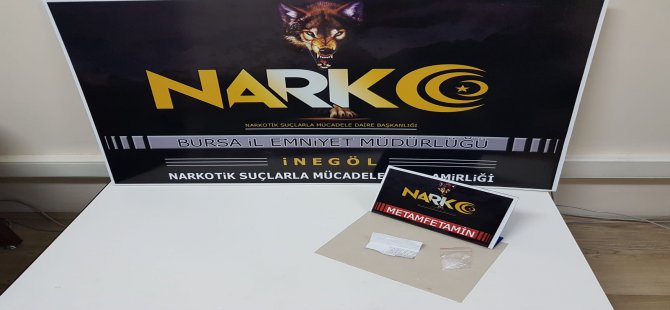 NARKO
NARKOTİK SUÇLARLA MÜCADELE DAİRE BAŞKANLIĞI
BURSA İL EMNİYET MÜDÜRLÜĞÜ
İNEGÖL
NARKOTİK SUÇLARLA MÜCADELE AMİRLİĞİ
NARKO
METAMFETAMİN